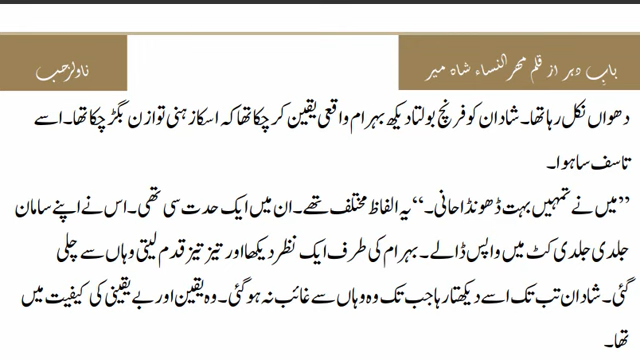 بابِ دہر از قلم مہرالنساء شاہ میر
ناولز حب
دھواں نکل رہا تھا۔ شادان کو فرنچ بولتا دیکھ بہرام واقعی یقین کر چکا تھا کہ اسکا ذہنی توازن بگڑ چکا تھا۔ اسے
تاسف سا ہوا۔
”میں نے تمہیں بہت ڈھونڈا حانی۔“ یہ الفاظ مختلف تھے۔ ان میں ایک حدت سی تھی۔ اس نے اپنے سامان
جلدی جلدی کٹ میں واپس ڈالے۔ بہرام کی طرف ایک نظر دیکھا اور تیز تیز قدم لیتی وہاں سے چلی
گئی۔ شادان تب تک اسے دیکھتا رہا جب تک وہ وہاں سے غائب نہ ہو گئی۔ وہ یقین اور بے یقینی کی کیفیت میں
تھا۔